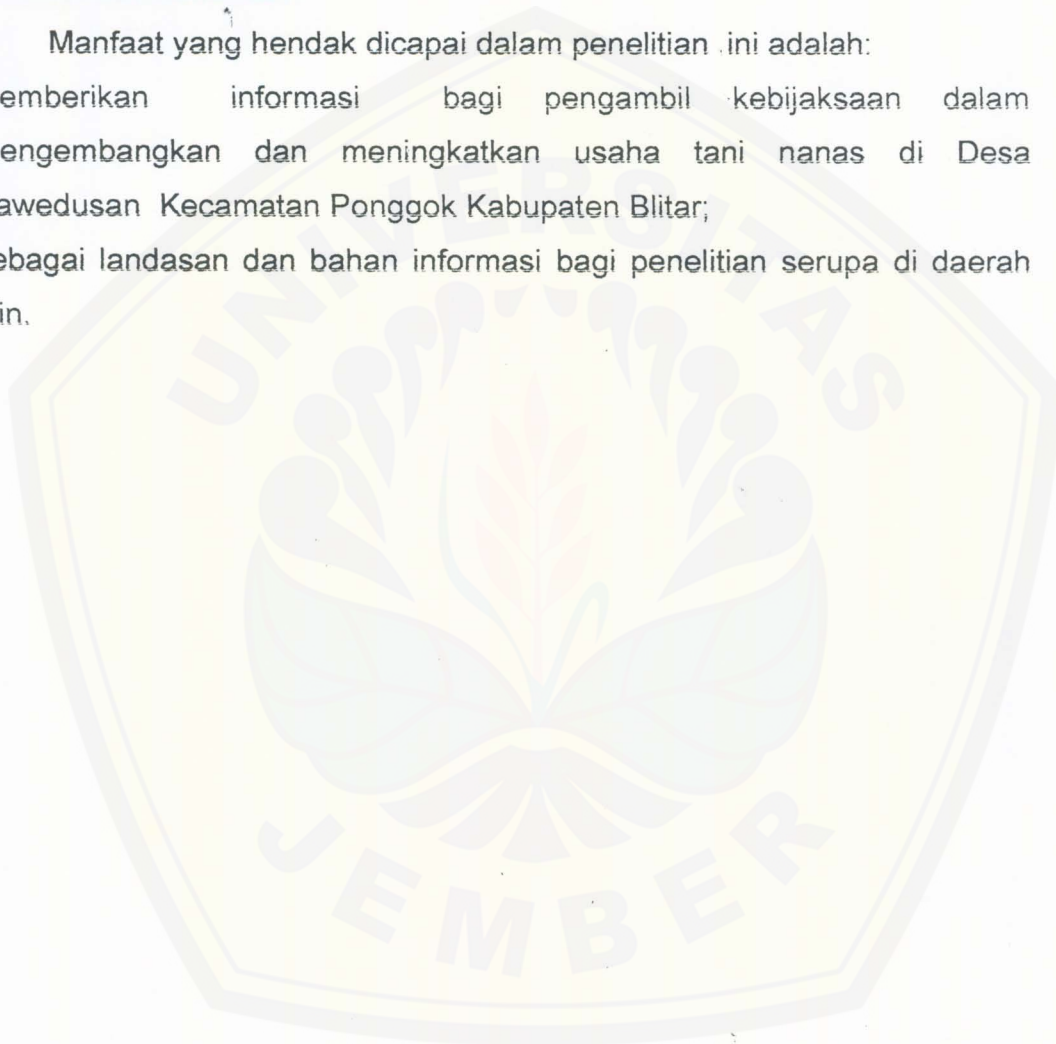 Manfaat yang hendak dicapai dalam penelitian ini adalah:
emberikan informasi bagi pengambil kebijaksaan dalam
engembangkan dan meningkatkan usaha tani nanas di Desa
awedusan Kecamatan Ponggok Kabupaten Blitar;
ebagai landasan dan bahan informasi bagi penelitian serupa di daerah
in.
UNIVERSITAS
JEMBER